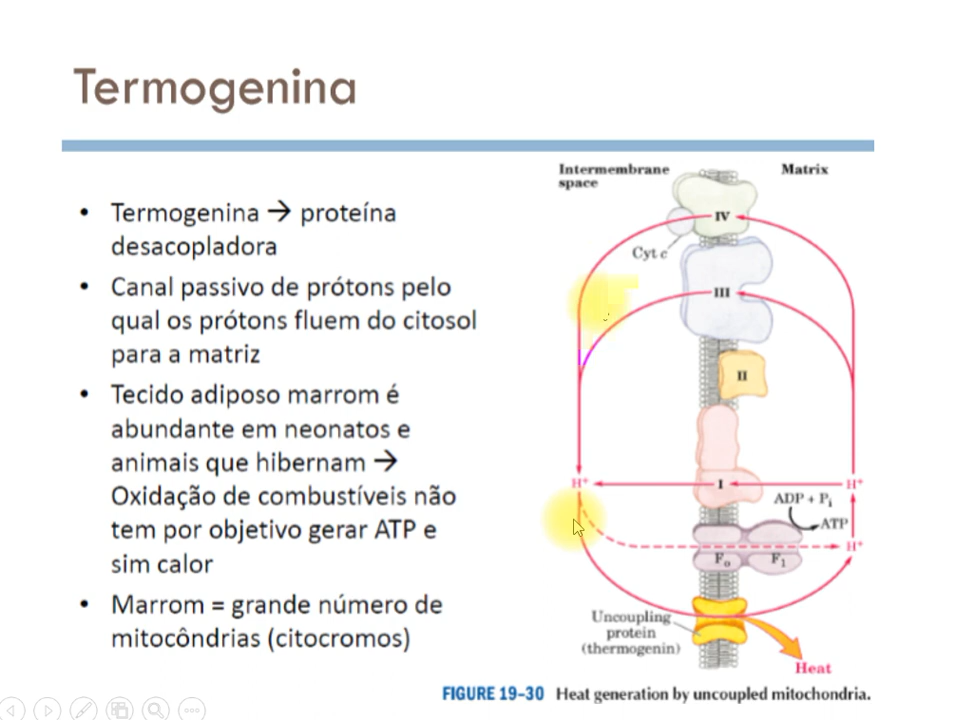 Termogenina
• Termogenina → proteína
desacopladora
• Canal passivo de prótons pelo
qual os prótons fluem do citosol
para a matriz
• Tecido adiposo marrom é
abundante em neonatos e
animais que hibernam →
Oxidação de combustíveis não
tem por objetivo gerar ATP e
sim calor
• Marrom = grande número de
mitocôndrias (citocromos)
Intermembrane
space
Matrix
IV
Cyt c
III
II
H⁺
I
H⁺
ADP + Pᵢ
ATP
H⁺
Fₒ
F₁
Uncoupling
protein
(thermogenin)
Heat
FIGURE 19–30 Heat generation by uncoupled mitochondria.